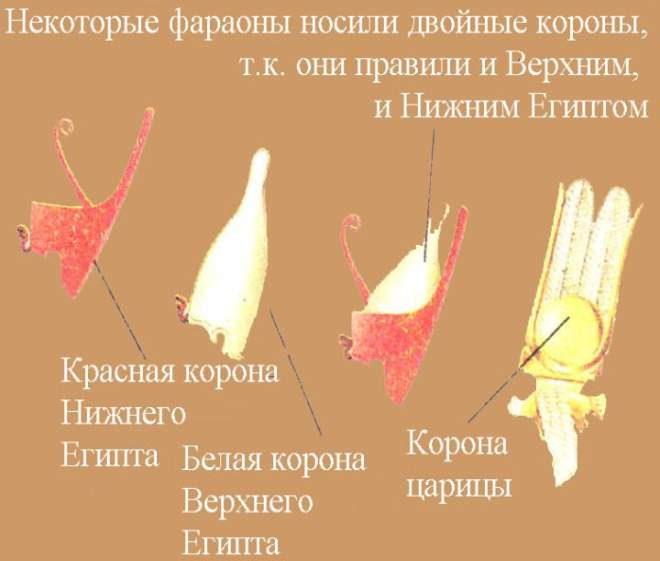 Некоторые фараоны носили двойные короны,
т.к. они правили и Верхним,
и Нижним Египтом
Красная корона
Нижнего
Египта
Белая корона
Верхнего
Египта
Корона
царицы